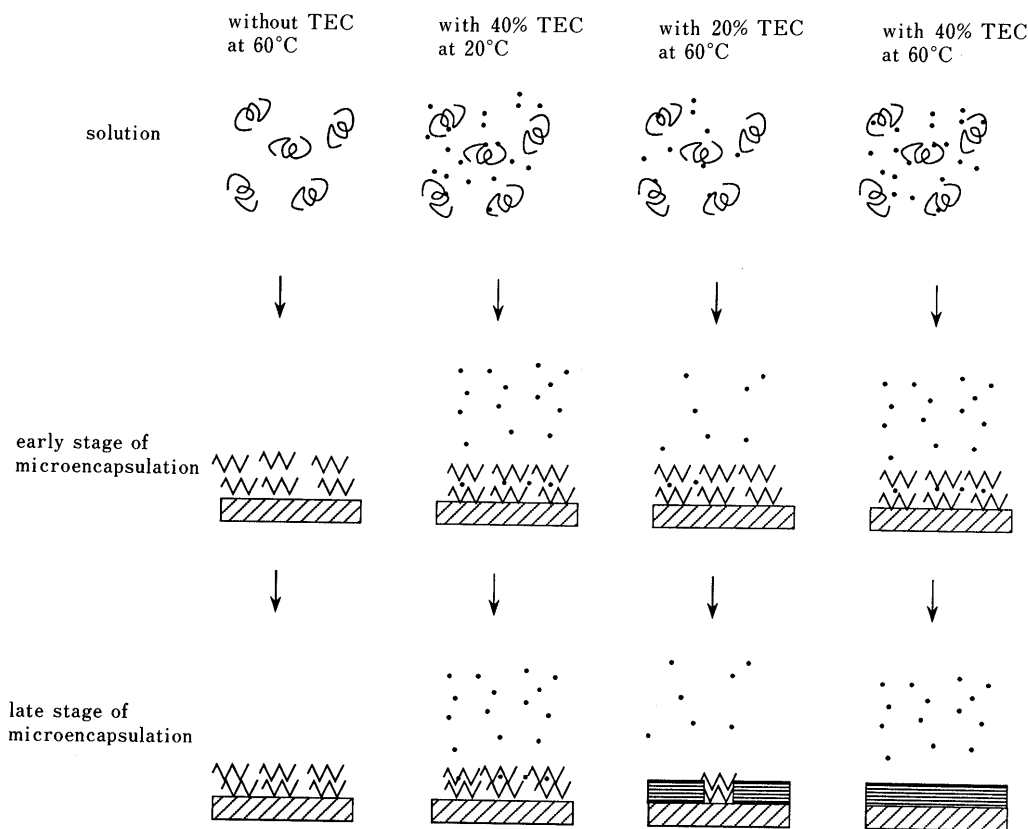 without TEC
at 60°C
with 40% TEC
at 20°C
with 20% TEC
at 60°C
with 40% TEC
at 60°C
solution
early stage of
microencapsulation
late stage of
microencapsulation